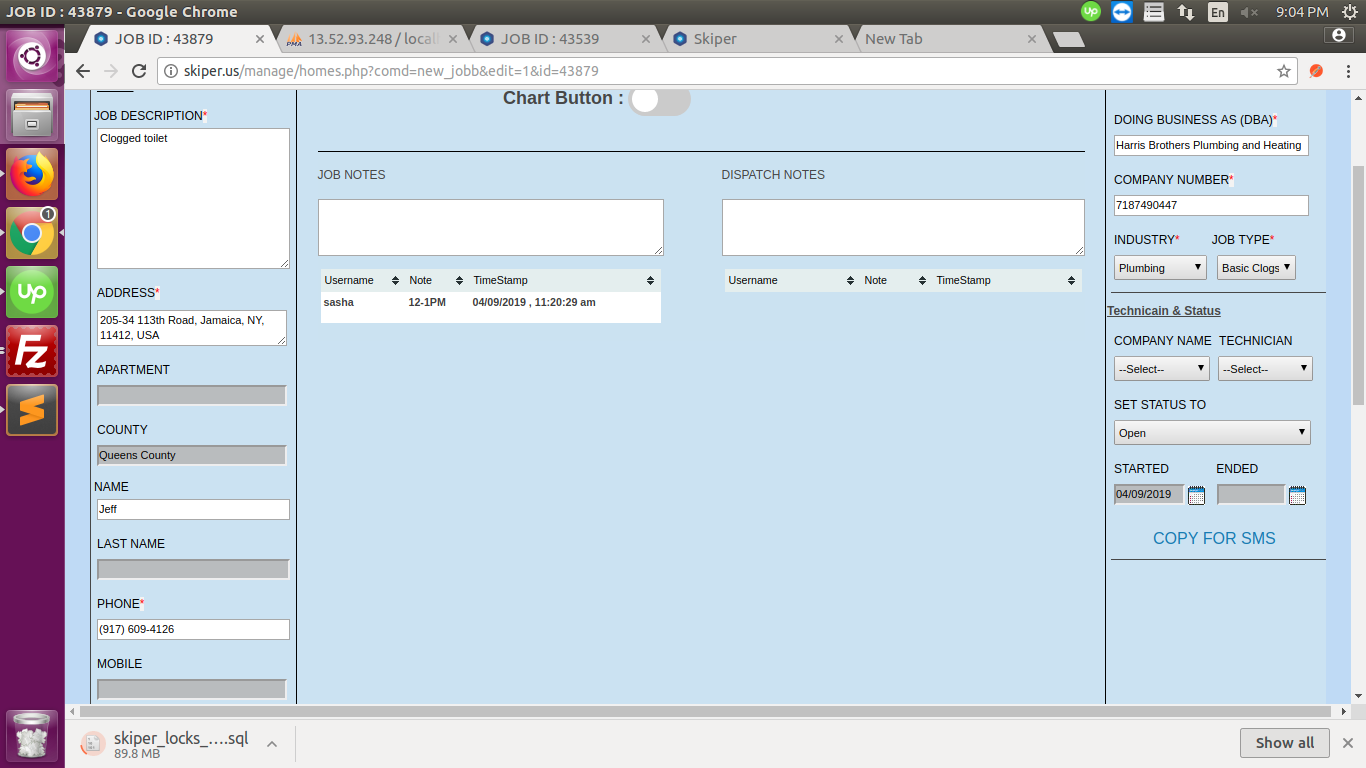 JOB ID : 43879 - Google Chrome
En
9:04 PM
JOB ID : 43879
13.52.93.248 / local
JOB ID : 43539
Skiper
New Tab
skiper.us/manage/homes.php?comd=new_jobb&edit=1&id=43879
JOB DESCRIPTION*
Clogged toilet
ADDRESS*
205-34 113th Road, Jamaica, NY,
11412, USA
APARTMENT
COUNTY
Queens County
NAME
Jeff
LAST NAME
PHONE*
(917) 609-4126
MOBILE
Chart Button :
JOB NOTES
DISPATCH NOTES
Username Note TimeStamp
sasha 12-1PM 04/09/2019 , 11:20:29 am
Username Note TimeStamp
DOING BUSINESS AS (DBA)*
Harris Brothers Plumbing and Heating
COMPANY NUMBER*
7187490447
INDUSTRY* JOB TYPE*
Plumbing Basic Clogs
Technicain & Status
COMPANY NAME TECHNICIAN
--Select-- --Select--
SET STATUS TO
Open
STARTED ENDED
04/09/2019
COPY FOR SMS
1
up
Fz
skiper_locks_....sql
89.8 MB
Show all